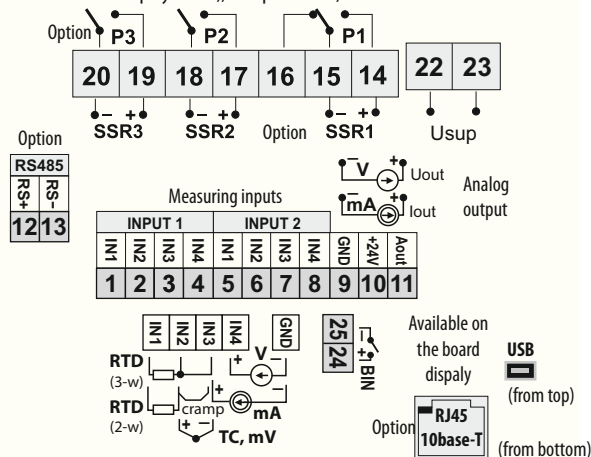 Option P3 P2 P1
20 19 18 17 16 15 14 22 23
– + – + – +
SSR3 SSR2 Option SSR1 Usup
Option
RS485
RS+ RS-
12 13
– V + Uout
– mA + Iout
Analog
output
Measuring inputs
INPUT 1 INPUT 2
IN1 IN2 IN3 IN4 IN1 IN2 IN3 IN4 GND +24V Aout
1 2 3 4 5 6 7 8 9 10 11
IN1 IN2 IN3 IN4 GND
25 – 
24 + BIN
RTD
(3-w)
+ V –
RTD
(2-w)
cramp
+ mA –
+ – TC, mV
Available on
the board
dispaly
USB
(from top)
Option
RJ45
10base-T
(from bottom)